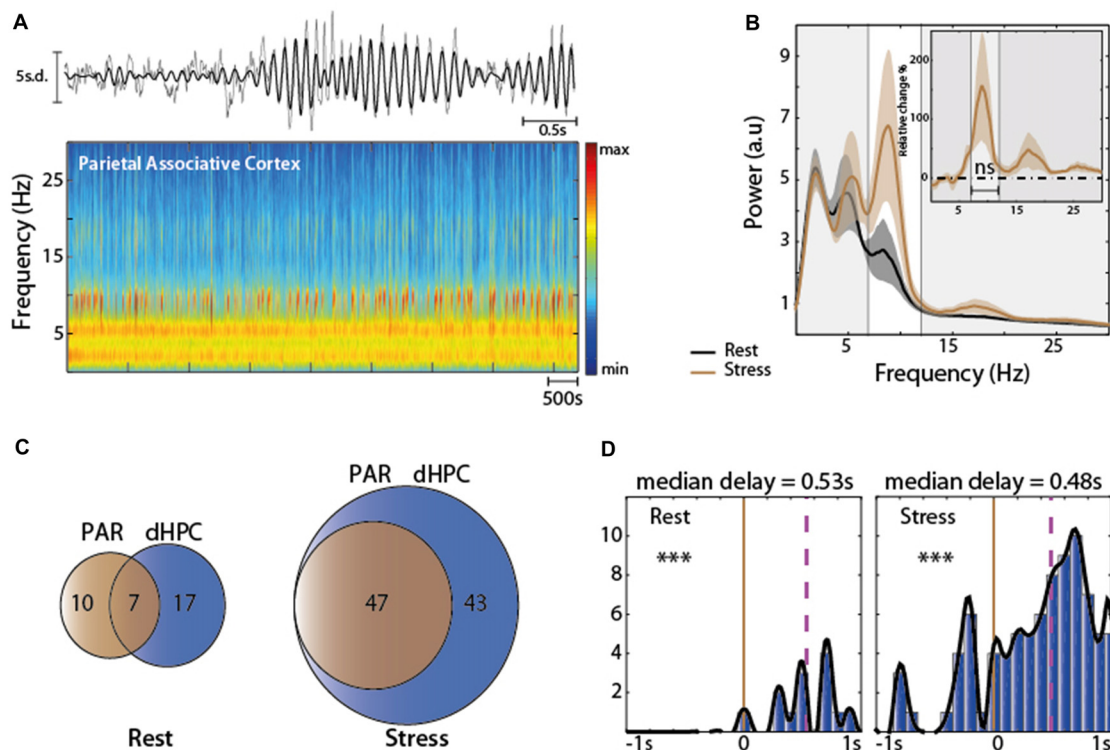 A
5s.d.
0.5s
Parietal Associative Cortex
Frequency (Hz)
25
15
5
max
min
500s
B
Power (a.u)
9
7
5
3
1
5 15 25
Frequency (Hz)
Relative change %
200
100
0
ns
5 15 25
Rest
Stress
C
PAR dHPC
10 7 17
Rest
PAR dHPC
47 43
Stress
D
median delay = 0.53s
Rest
***
10
8
6
4
2
-1s 0 1s
median delay = 0.48s
Stress
***
-1s 0 1s